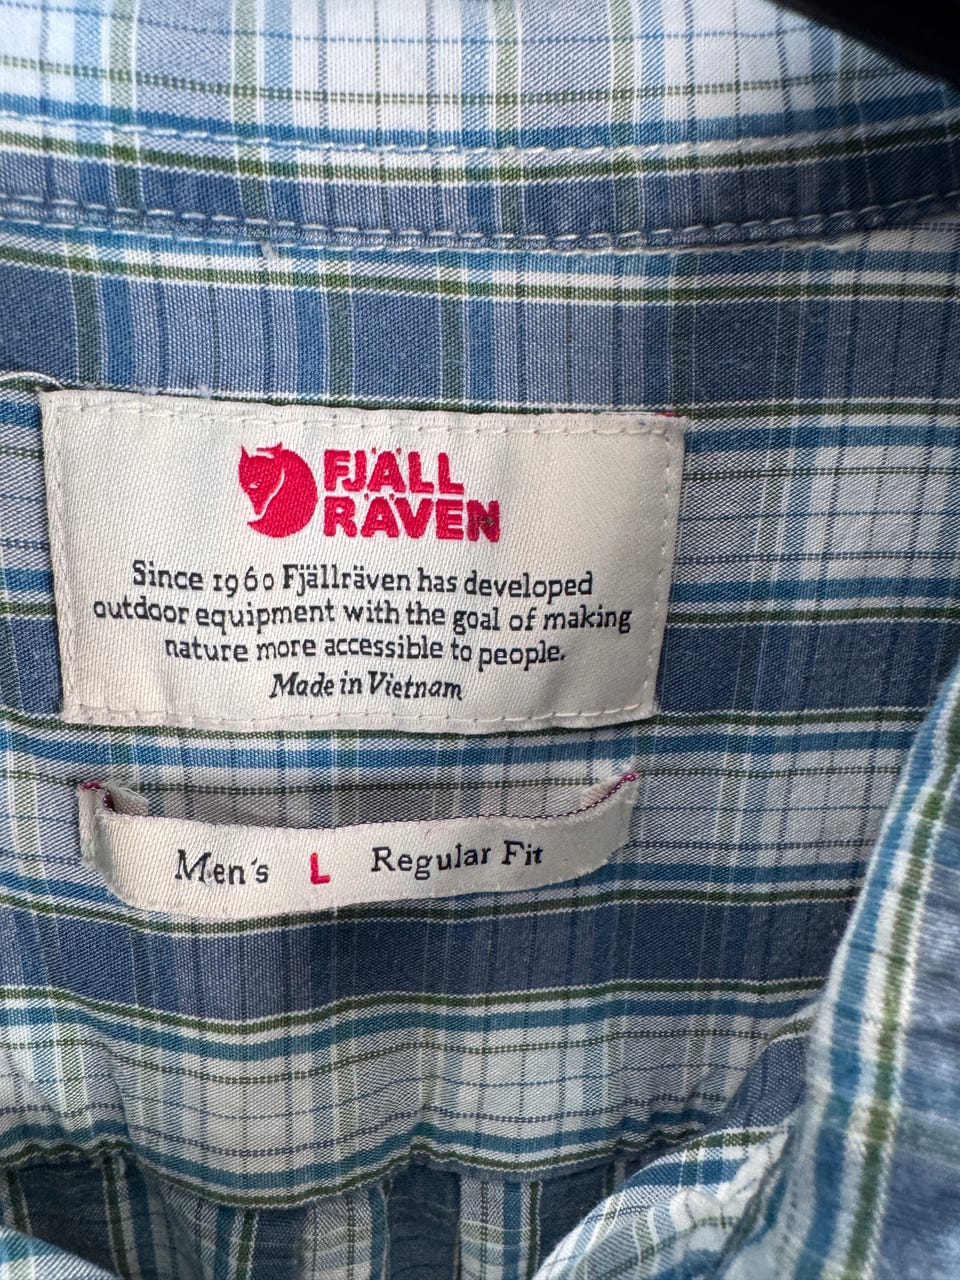 FJÄLL
RÄVEN
Since 1960 Fjällräven has developed
outdoor equipment with the goal of making
nature more accessible to people.
Made in Vietnam
Men's L Regular Fit